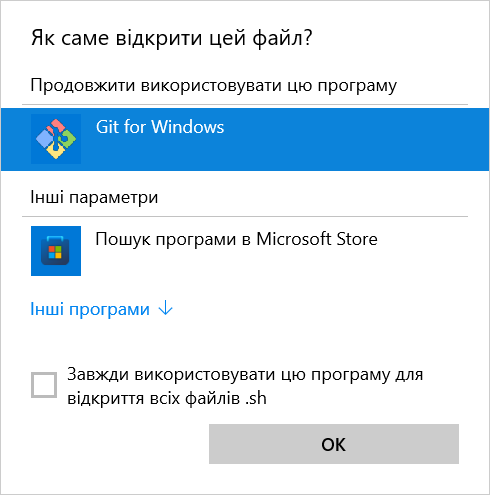 Як саме відкрити цей файл?
Продовжити використовувати цю програму
Git for Windows
Інші параметри
Пошук програми в Microsoft Store
Інші програми ↓
Завжди використовувати цю програму для
відкриття всіх файлів .sh
ОК